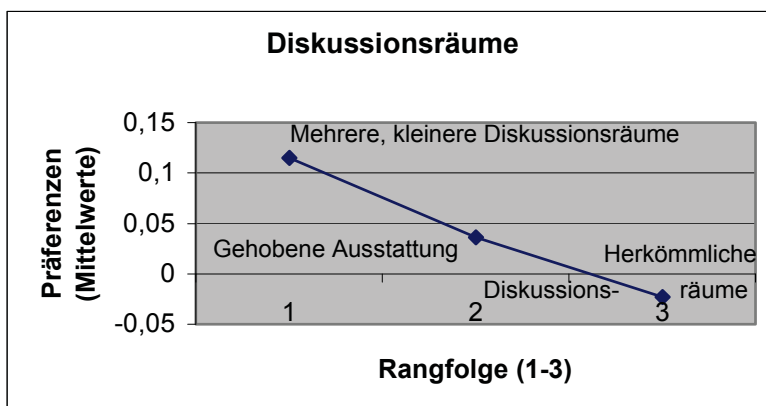 Diskussionsräume
Präferenzen
(Mittelwerte)
0,15
0,1
0,05
0
-0,05
Mehrere, kleinere Diskussionsräume
Gehobene Ausstattung
Herkömmliche
Diskussions- räume
1 2 3
Rangfolge (1-3)